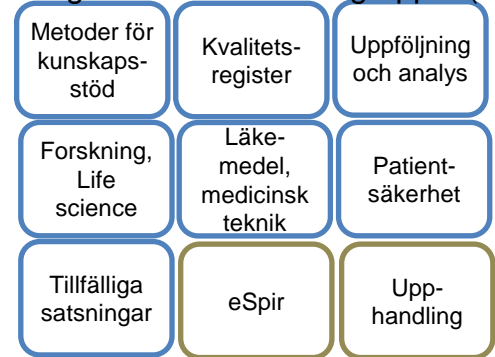 Metoder för
kunskaps-
stöd
Kvalitets-
register
Uppföljning
och analys
Forskning,
Life
science
Läke-
medel,
medicinsk
teknik
Patient-
säkerhet
Tillfälliga
satsningar
eSpir
Upp-
handling